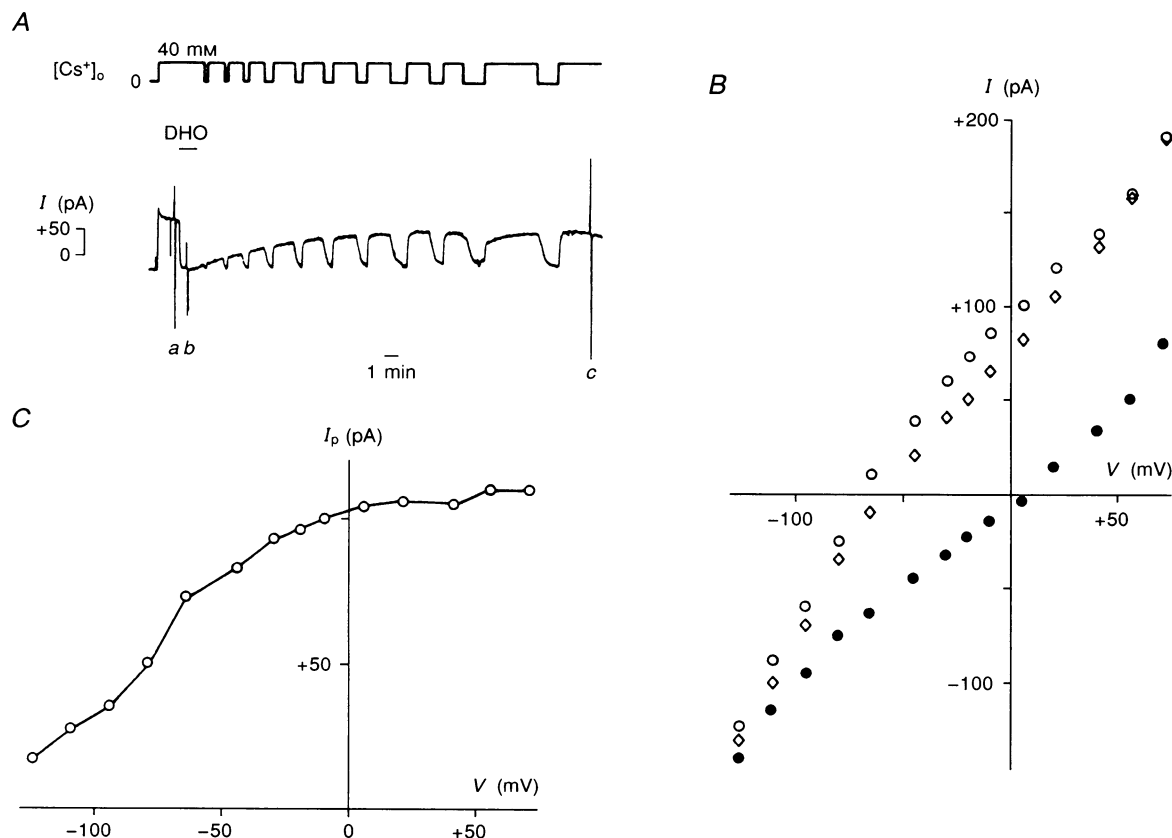 A
40 mM
[Cs⁺]ₒ
0
DHO
I (pA)
+50
0
a b
1 min
c
B
I (pA)
+200
+100
V (mV)
−100
+50
−100
C
Iₚ (pA)
+50
V (mV)
−100
−50
0
+50